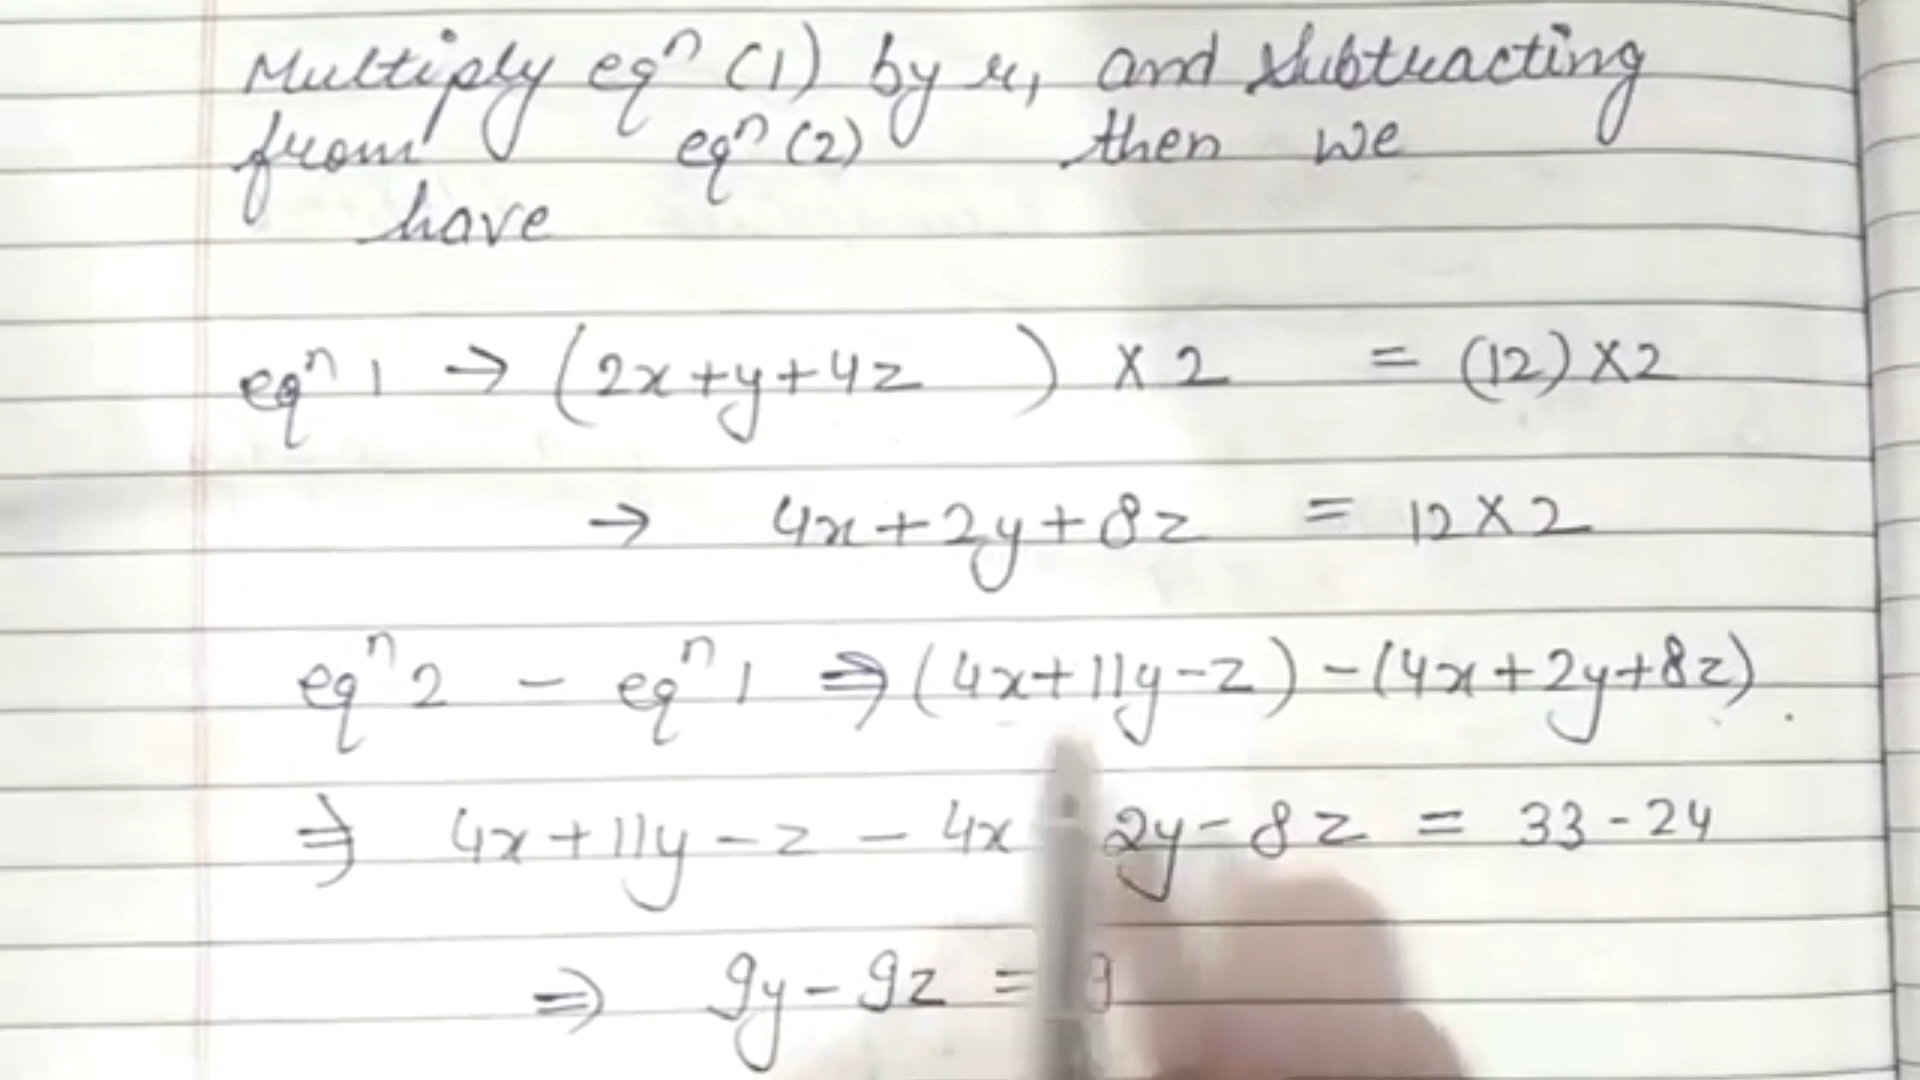 Multiply eqⁿ (1) by u, and subtracting
from eqⁿ (2) then we
have
eqⁿ 1 → (2x+y+4z ) × 2 = (12) × 2
→ 4x+2y+8z = 12×2
eqⁿ 2 - eqⁿ 1 ⇒ (4x+11y-z) - (4x+2y+8z)
⇒ 4x+11y-z - 4x 2y-8z = 33-24
⇒ 9y-9z =